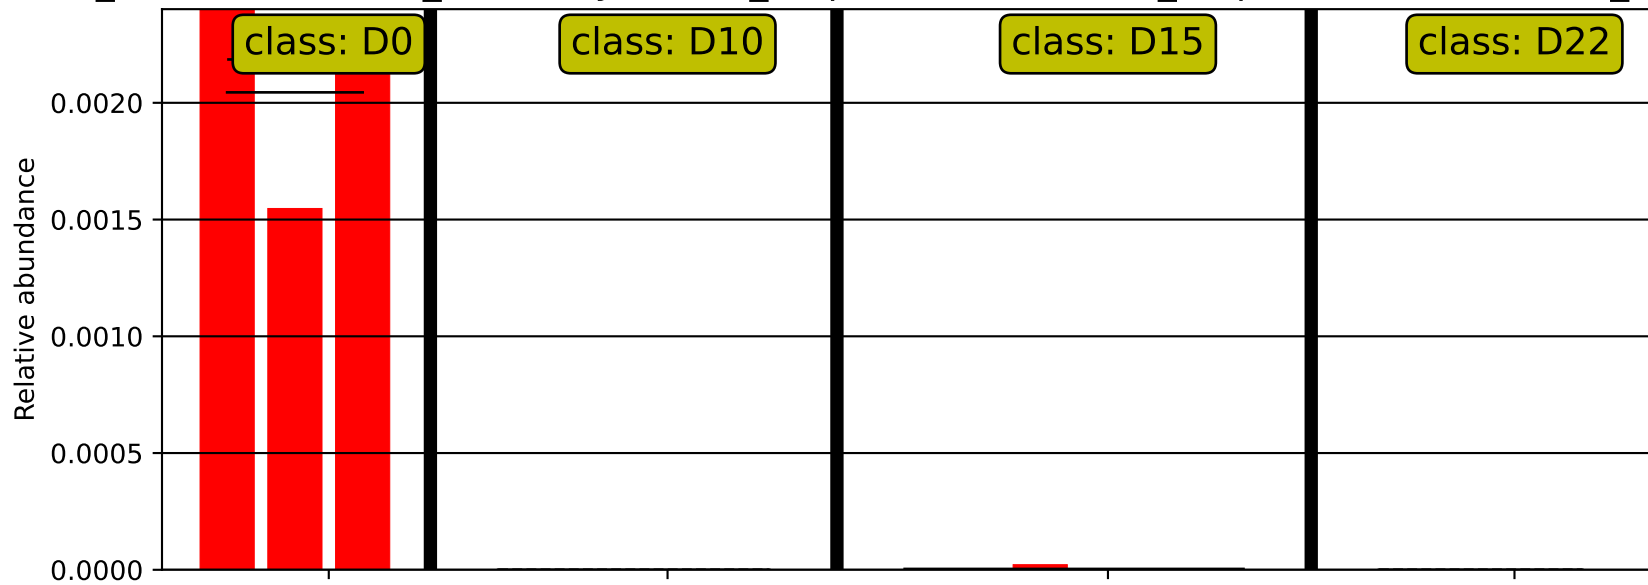 class: D0
class: D10
class: D15
class: D22
0.0020
0.0015
0.0010
0.0005
0.0000
Relative abundance